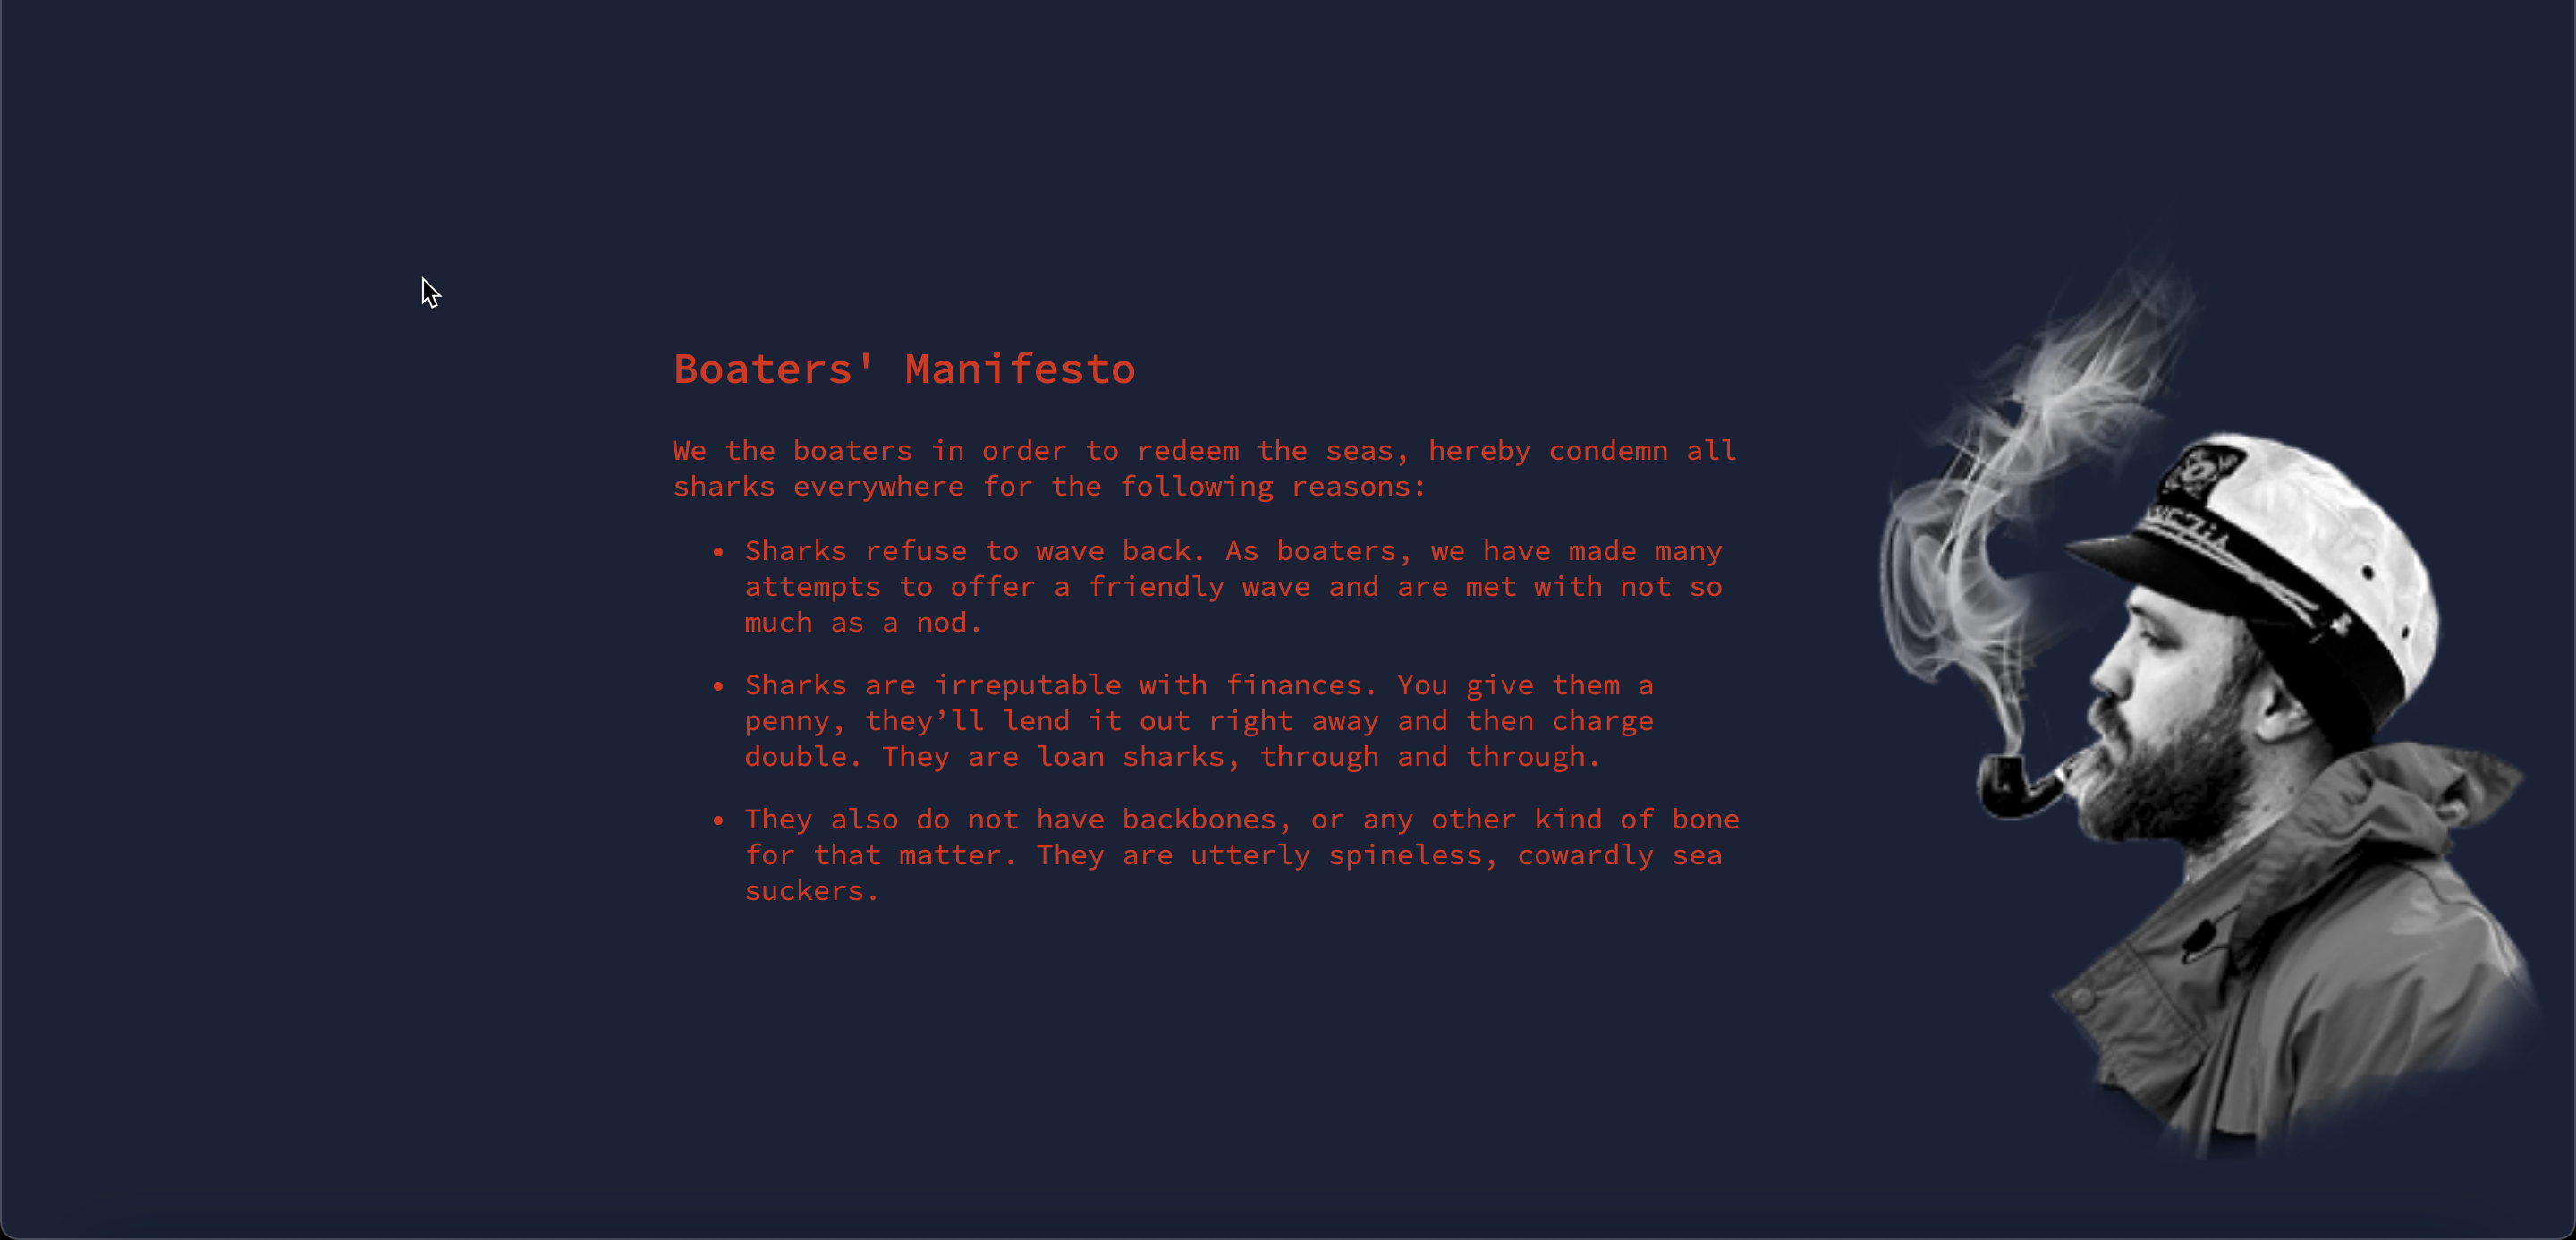 Boaters' Manifesto
We the boaters in order to redeem the seas, hereby condemn all
sharks everywhere for the following reasons:
• Sharks refuse to wave back. As boaters, we have made many
attempts to offer a friendly wave and are met with not so
much as a nod.
• Sharks are irreputable with finances. You give them a
penny, they’ll lend it out right away and then charge
double. They are loan sharks, through and through.
• They also do not have backbones, or any other kind of bone
for that matter. They are utterly spineless, cowardly sea
suckers.